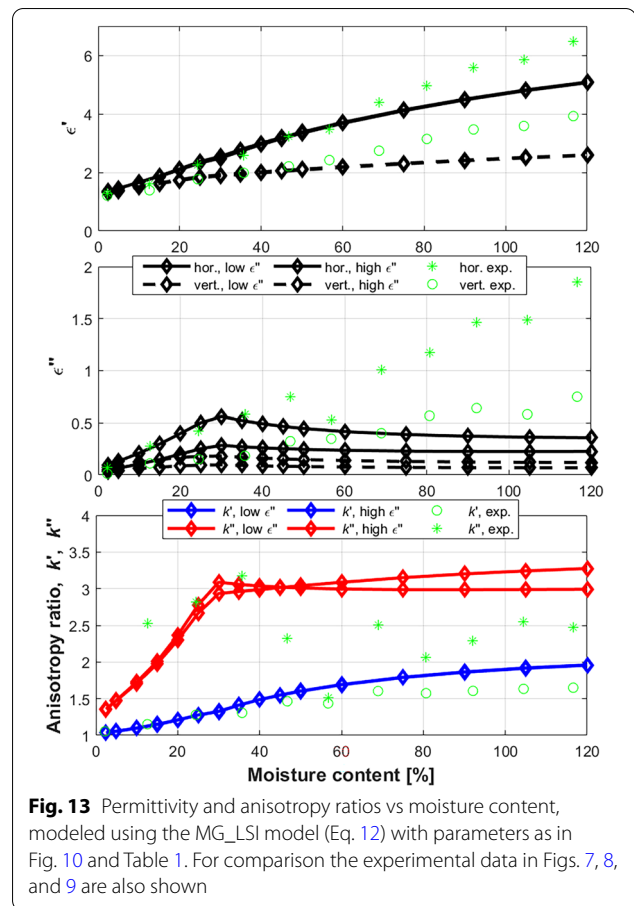 6
4
2
0
ϵ'
0 20 40 60 80 100 120
hor., low ϵ" hor., high ϵ" hor. exp.
vert., low ϵ" vert., high ϵ" vert. exp.
2
1.5
1
0.5
0
ϵ"
0 20 40 60 80 100 120
k', low ϵ" k', high ϵ" k', exp.
k", low ϵ" k", high ϵ" k", exp.
4
3.5
3
2.5
2
1.5
1
Anisotropy ratio, k', k"
0 20 40 60 80 100 120
Moisture content [%]
Fig. 13 Permittivity and anisotropy ratios vs moisture content,
modeled using the MG_LSI model (Eq. 12) with parameters as in
Fig. 10 and Table 1. For comparison the experimental data in Figs. 7, 8,
and 9 are also shown